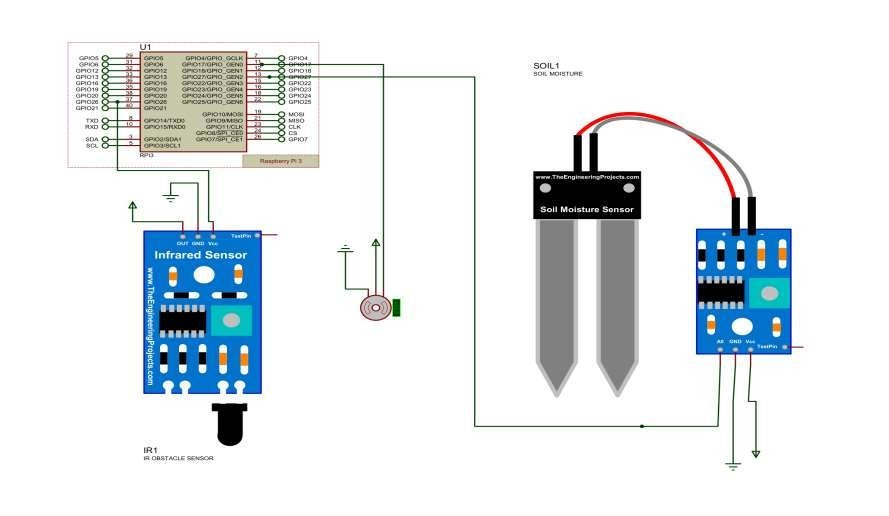 U1
GPIO5 29 GPIO5 GPIO4/GPIO_GCLK 7 GPIO4
GPIO6 31 GPIO6 GPIO17/GPIO_GEN0 11 GPIO17
GPIO12 32 GPIO12 GPIO18/GPIO_GEN1 12 GPIO18
GPIO13 33 GPIO13 GPIO27/GPIO_GEN2 13 GPIO27
GPIO16 36 GPIO16 GPIO22/GPIO_GEN3 15 GPIO22
GPIO19 35 GPIO19 GPIO23/GPIO_GEN4 16 GPIO23
GPIO20 38 GPIO20 GPIO24/GPIO_GEN5 18 GPIO24
GPIO26 37 GPIO26 GPIO25/GPIO_GEN6 22 GPIO25
GPIO21 40 GPIO21
GPIO10/MOSI 19 MOSI
TXD 8 GPIO14/TXD0 GPIO9/MISO 21 MISO
RXD 10 GPIO15/RXD0 GPIO11/CLK 23 CLK
GPIO8/SPI_CE0 24 CS
SDA 3 GPIO2/SDA1 GPIO7/SPI_CE1 26 GPIO7
SCL 5 GPIO3/SCL1
RPI3
Raspberry Pi 3
SOIL1
SOIL MOISTURE
www.TheEngineeringProjects.com
Soil Moisture Sensor
+ -
A0 GND Vcc
TestPin
OUT GND Vcc TestPin
Infrared Sensor
www.TheEngineeringProjects.com
IR1
IR OBSTACLE SENSOR